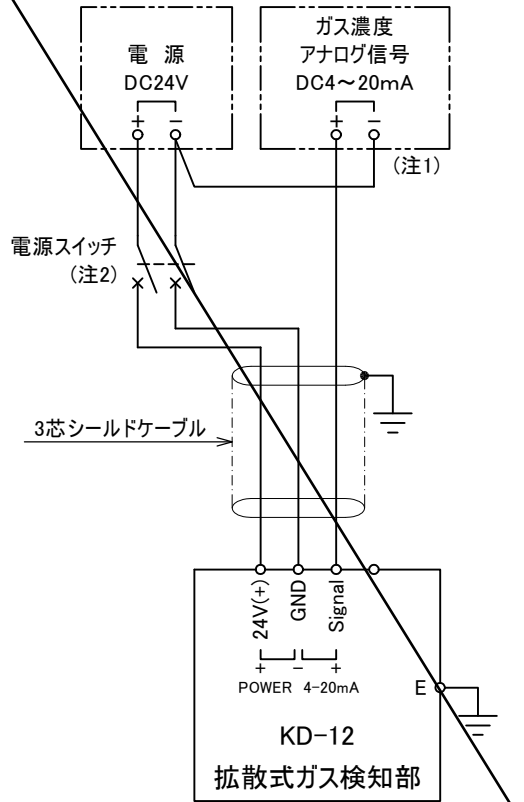 電 源
DC24V
+ −
ガス濃度
アナログ信号
DC4～20mA
+ −
(注1)
電源スイッチ
(注2)
3芯シールドケーブル
24V(+)
GND
Signal
+ − +
POWER 4-20mA
E
KD-12
拡散式ガス検知部